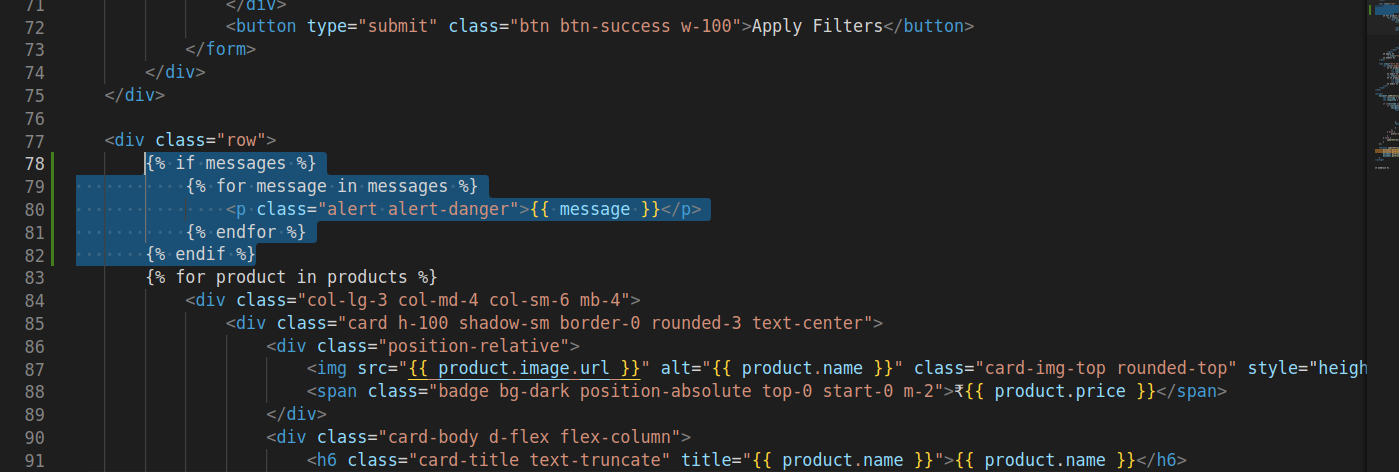 71 </div>
72 <button type="submit" class="btn btn-success w-100">Apply Filters</button>
73 </form>
74 </div>
75 </div>
76
77 <div class="row">
78 {% if messages %}
79 {% for message in messages %}
80 <p class="alert alert-danger">{{ message }}</p>
81 {% endfor %}
82 {% endif %}
83 {% for product in products %}
84 <div class="col-lg-3 col-md-4 col-sm-6 mb-4">
85 <div class="card h-100 shadow-sm border-0 rounded-3 text-center">
86 <div class="position-relative">
87 <img src="{{ product.image.url }}" alt="{{ product.name }}" class="card-img-top rounded-top" style="heigh
88 <span class="badge bg-dark position-absolute top-0 start-0 m-2">₹{{ product.price }}</span>
89 </div>
90 <div class="card-body d-flex flex-column">
91 <h6 class="card-title text-truncate" title="{{ product.name }}">{{ product.name }}</h6>